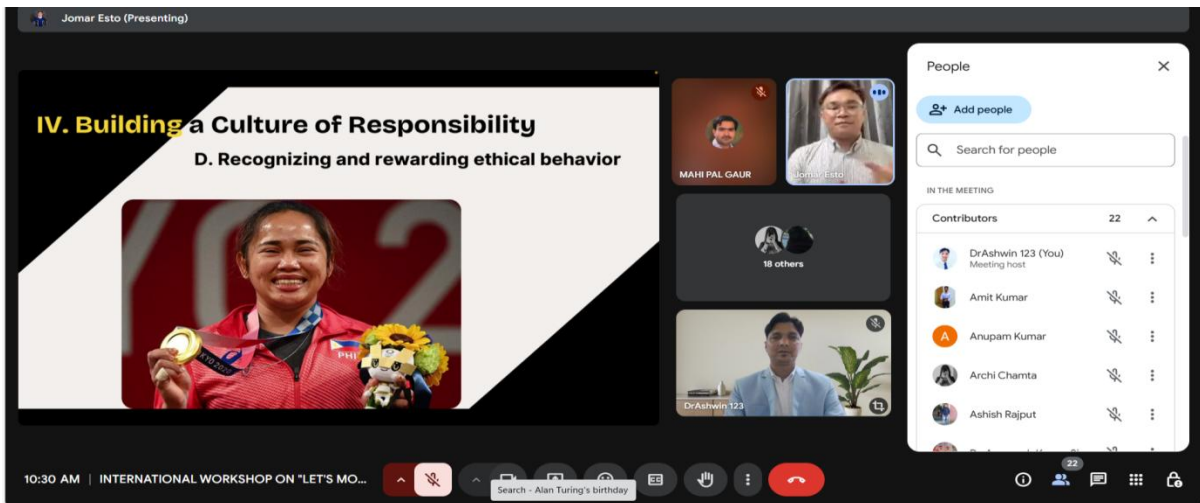 Jomar Esto (Presenting)
IV. Building a Culture of Responsibility
D. Recognizing and rewarding ethical behavior
PHI
MAHI PAL GAUR
Jomar Esto
18 others
DrAshwin 123
People
Add people
Search for people
IN THE MEETING
Contributors 22
DrAshwin 123 (You)
Meeting host
Amit Kumar
A
Anupam Kumar
Archi Chamta
Ashish Rajput
10:30 AM | INTERNATIONAL WORKSHOP ON "LET'S MO...
Search - Alan Turing's birthday
CC
22